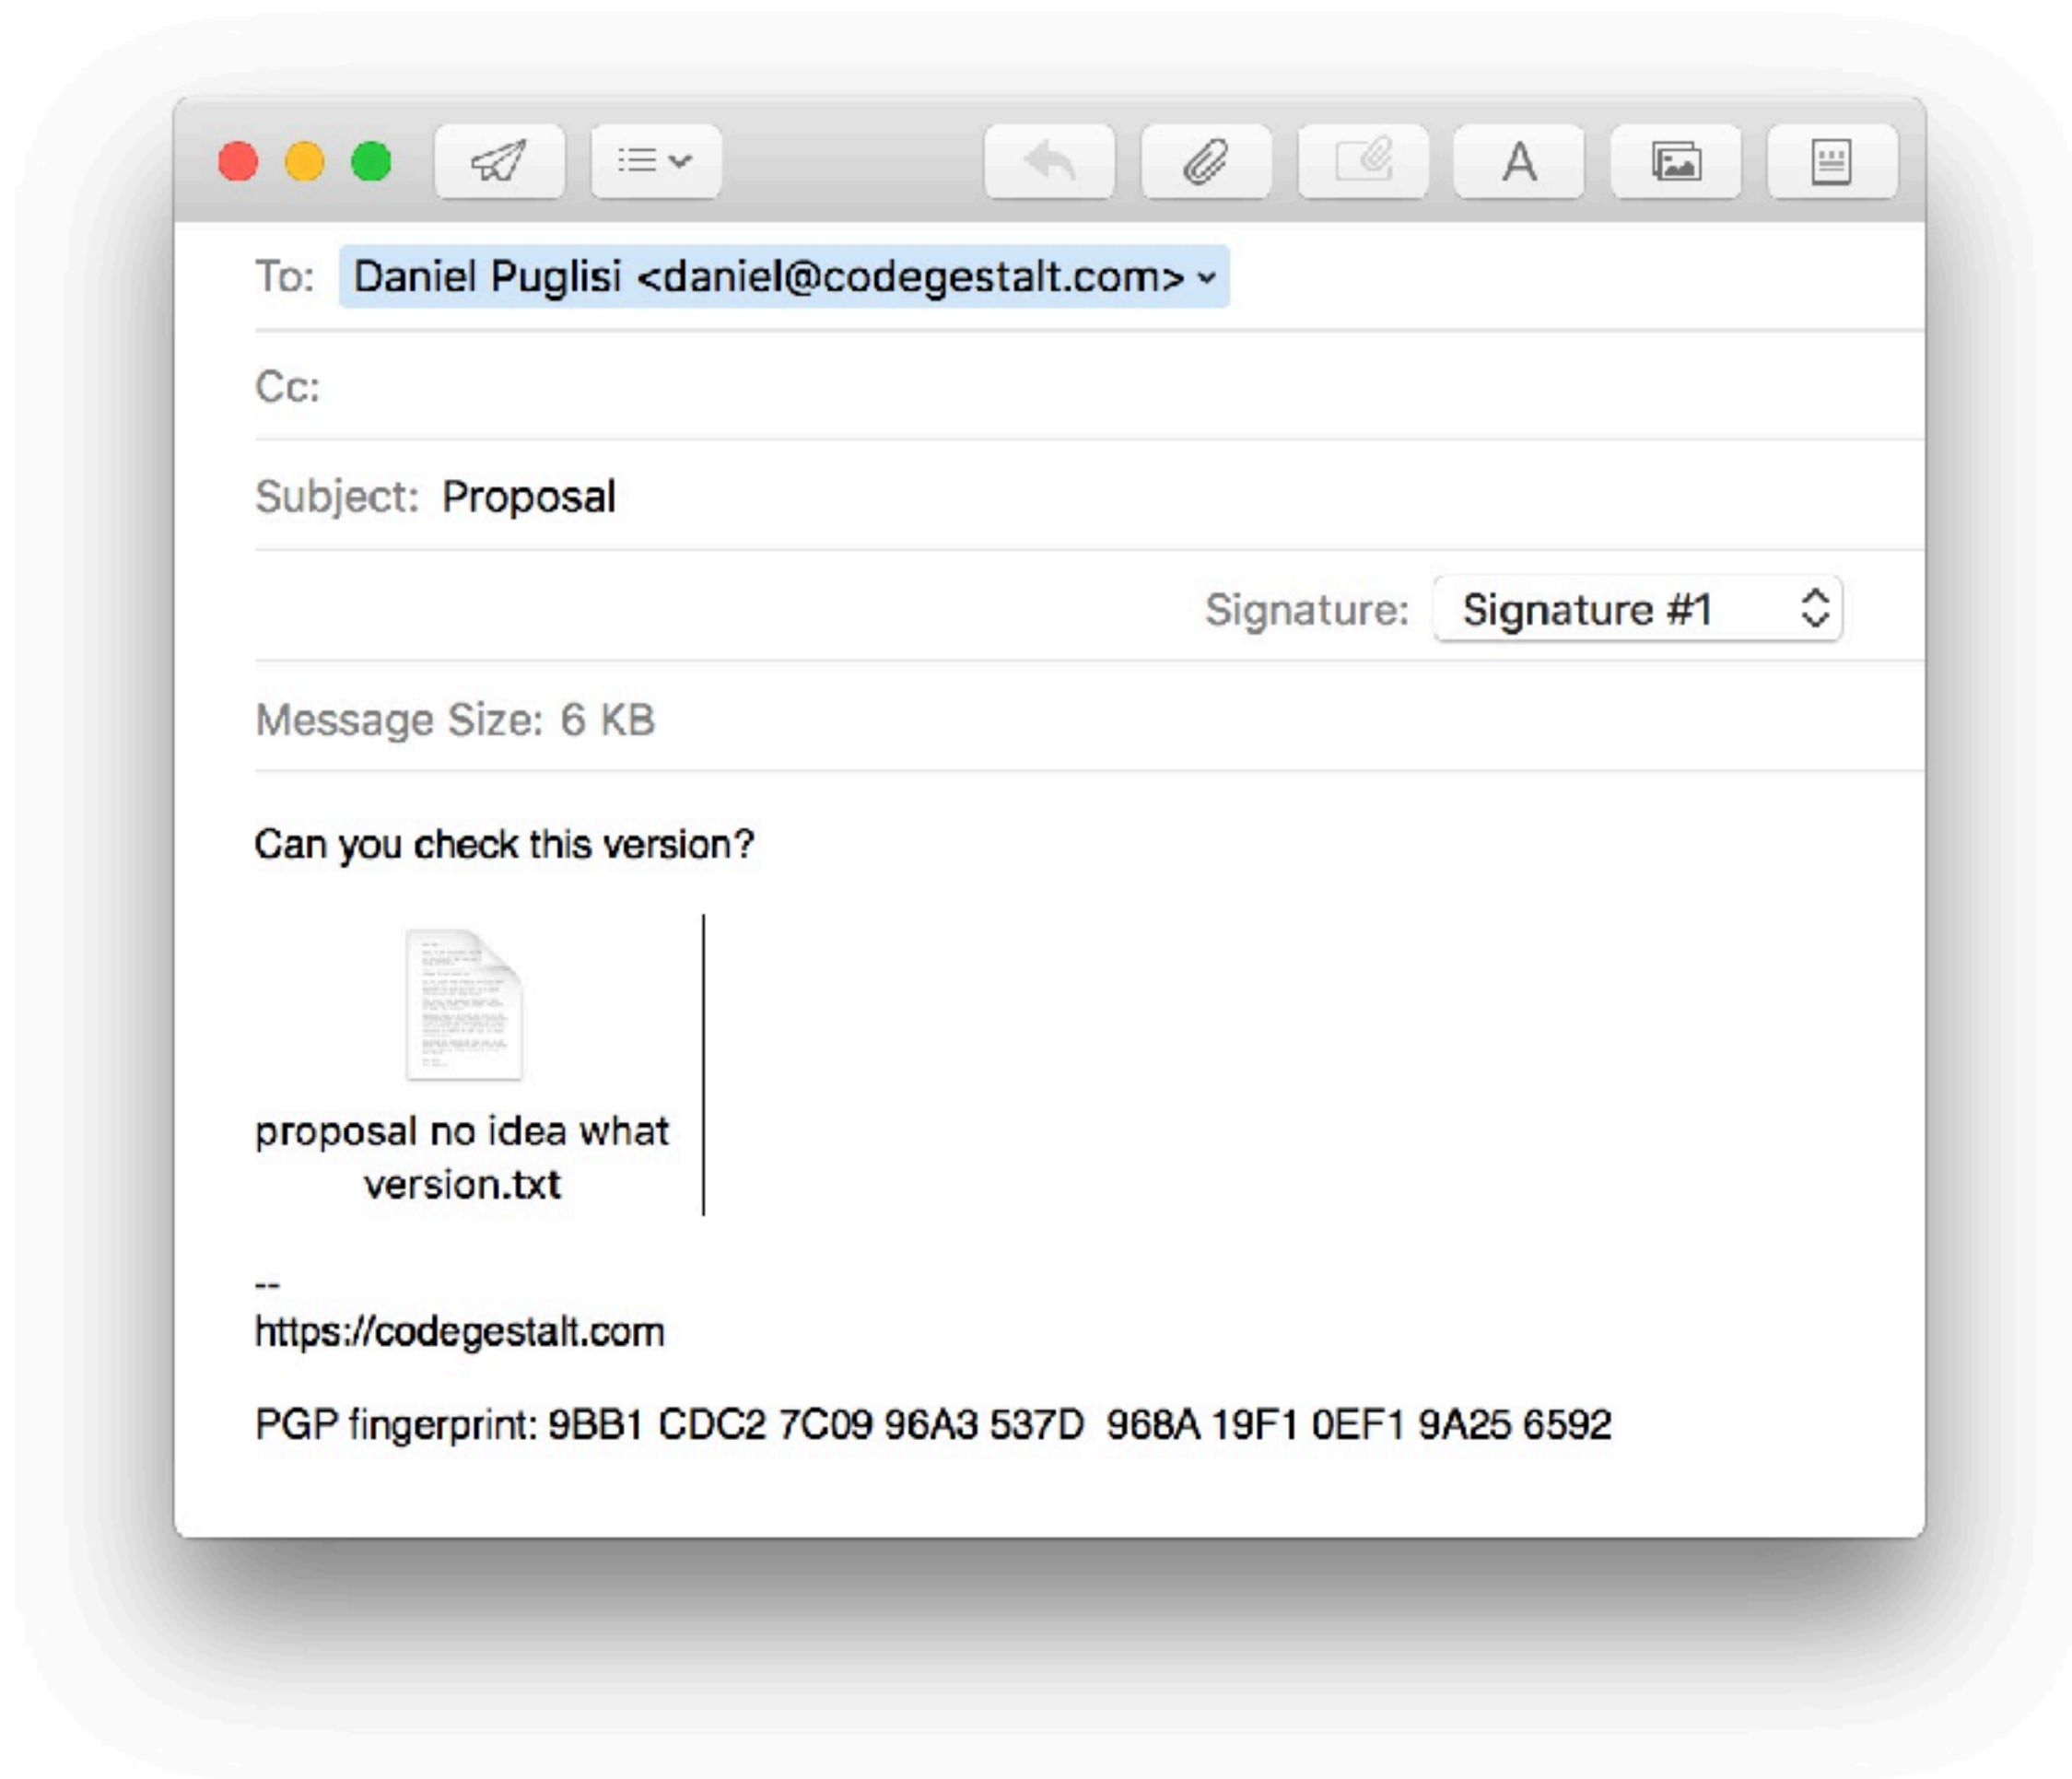 To: Daniel Puglisi <daniel@codegestalt.com>
Cc:
Subject: Proposal
Signature: Signature #1
Message Size: 6 KB
Can you check this version?
proposal no idea what
version.txt
--
https://codegestalt.com
PGP fingerprint: 9BB1 CDC2 7C09 96A3 537D  968A 19F1 0EF1 9A25 6592